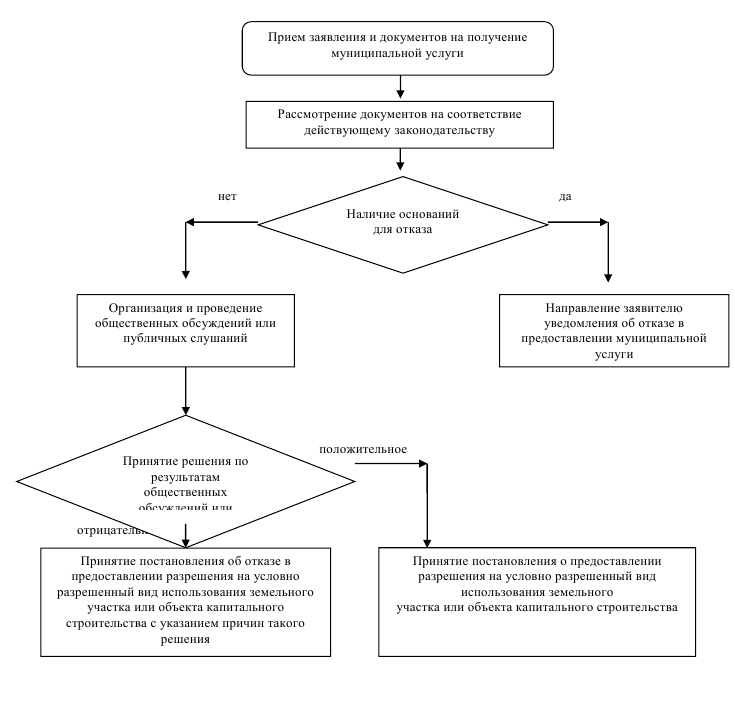 Прием заявления и документов на получение
муниципальной услуги
Рассмотрение документов на соответствие
действующему законодательству
нет
да
Наличие оснований
для отказа
Организация и проведение
общественных обсуждений или
публичных слушаний
Направление заявителю
уведомления об отказе в
предоставлении муниципальной
услуги
положительное
Принятие решения по
результатам
общественных
обсуждений или
Принятие постановления об отказе в
предоставлении разрешения на условно
разрешенный вид использования земельного
участка или объекта капитального
строительства с указанием причин такого
решения
Принятие постановления о предоставлении
разрешения на условно разрешенный вид
использования земельного
участка или объекта капитального строительства